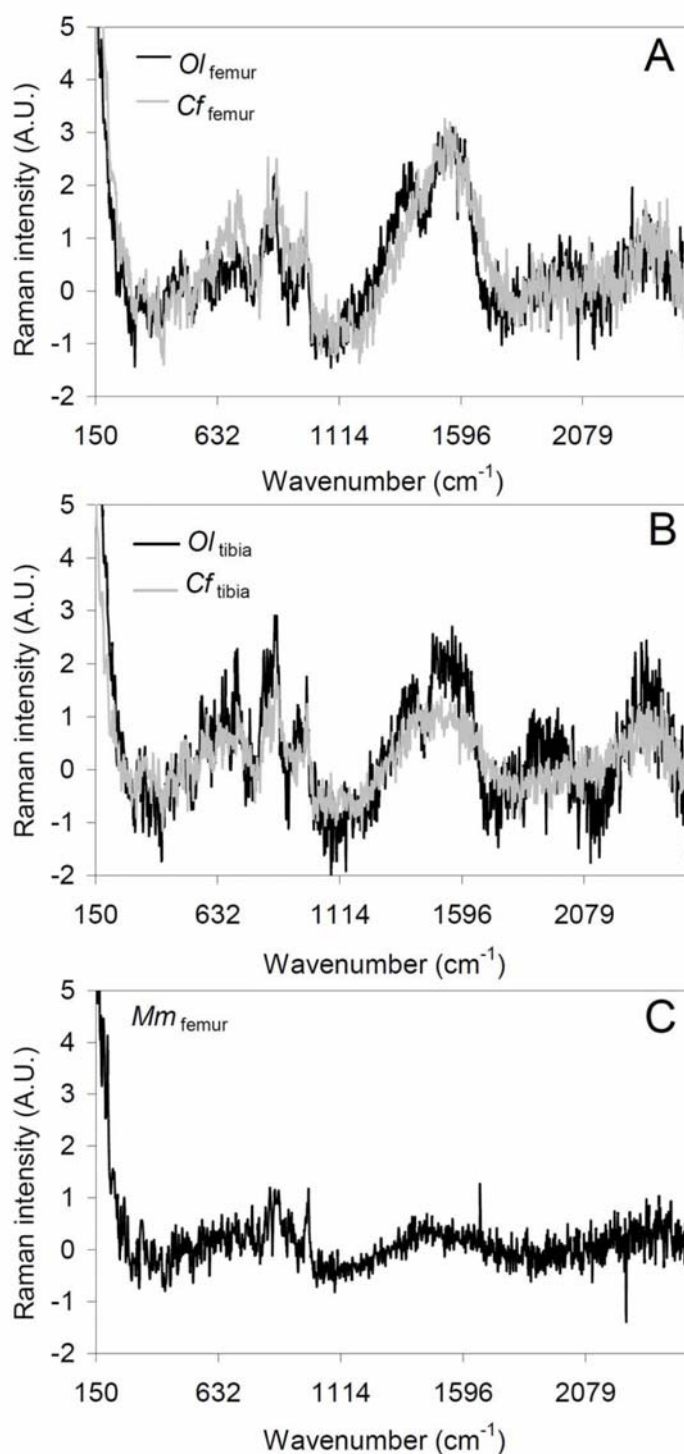 A
Ol femur
Cf femur
Raman intensity (A.U.)
5
4
3
2
1
0
-1
-2
150 632 1114 1596 2079
Wavenumber (cm-1)
B
Ol tibia
Cf tibia
Raman intensity (A.U.)
5
4
3
2
1
0
-1
-2
150 632 1114 1596 2079
Wavenumber (cm-1)
C
Mm femur
Raman intensity (A.U.)
5
4
3
2
1
0
-1
-2
150 632 1114 1596 2079
Wavenumber (cm-1)